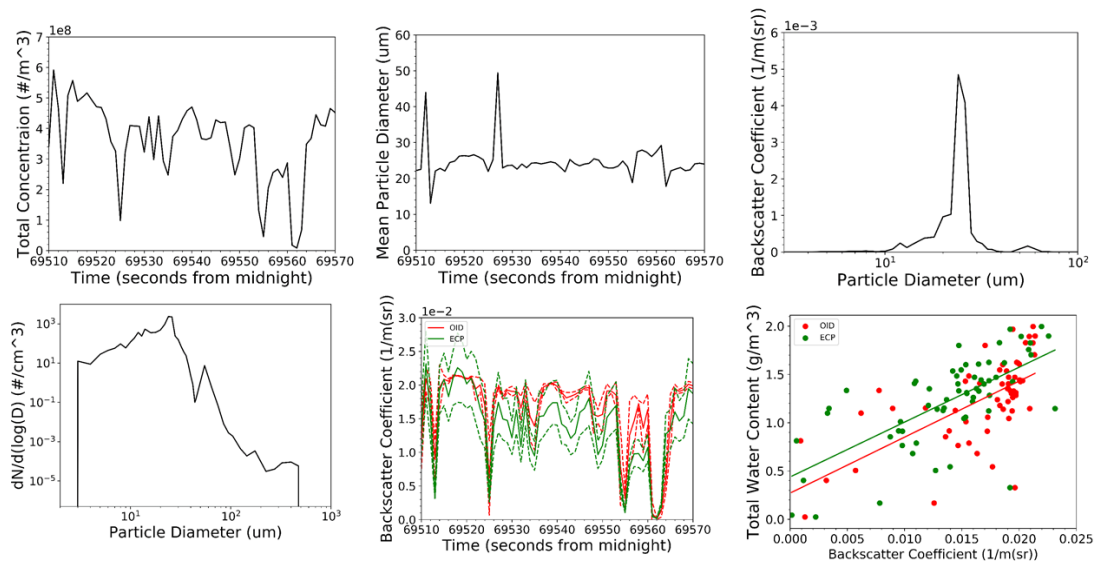 1e8
7
6
5
4
3
2
1
0
Total Concentraion (#/m^3)
69510 69520 69530 69540 69550 69560 69570
Time (seconds from midnight)
60
50
40
30
20
10
0
Mean Particle Diameter (um)
69510 69520 69530 69540 69550 69560 69570
Time (seconds from midnight)
1e−3
6
5
4
3
2
1
0
Backscatter Coefficient (1/m(sr))
10^1 10^2
Particle Diameter (um)
10^3
10^1
10^−1
10^−3
10^−5
dN/d(log(D)) (#/cm^3)
10^1 10^2 10^3
Particle Diameter (um)
1e−2
3.0
2.5
2.0
1.5
1.0
0.5
0.0
Backscatter Coefficient (1/m(sr))
OID
ECP
69510 69520 69530 69540 69550 69560 69570
Time (seconds from midnight)
2.0
1.5
1.0
0.5
0.0
Total Water Content (g/m^3)
OID
ECP
0.000 0.005 0.010 0.015 0.020 0.025
Backscatter Coefficient (1/m(sr))